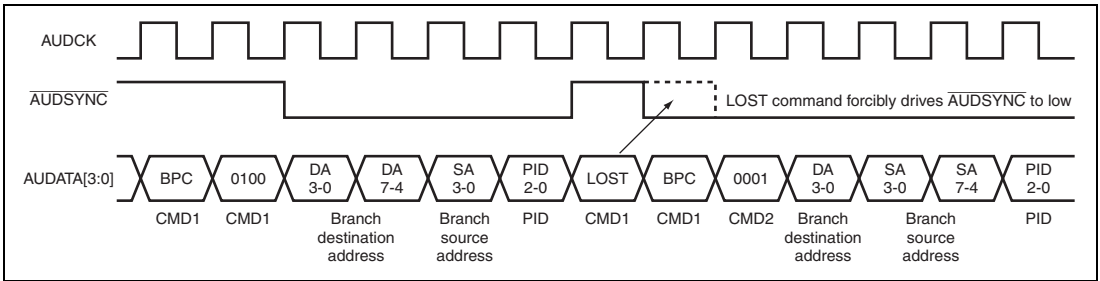 AUDCK
AUDSYNC
LOST command forcibly drives AUDSYNC to low
AUDATA[3:0]
BPC 0100 DA 3-0 DA 7-4 SA 3-0 PID 2-0 LOST BPC 0001 DA 3-0 SA 3-0 SA 7-4 PID 2-0
CMD1 CMD1 Branch destination address Branch source address PID CMD1 CMD1 CMD2 Branch destination address Branch source address PID